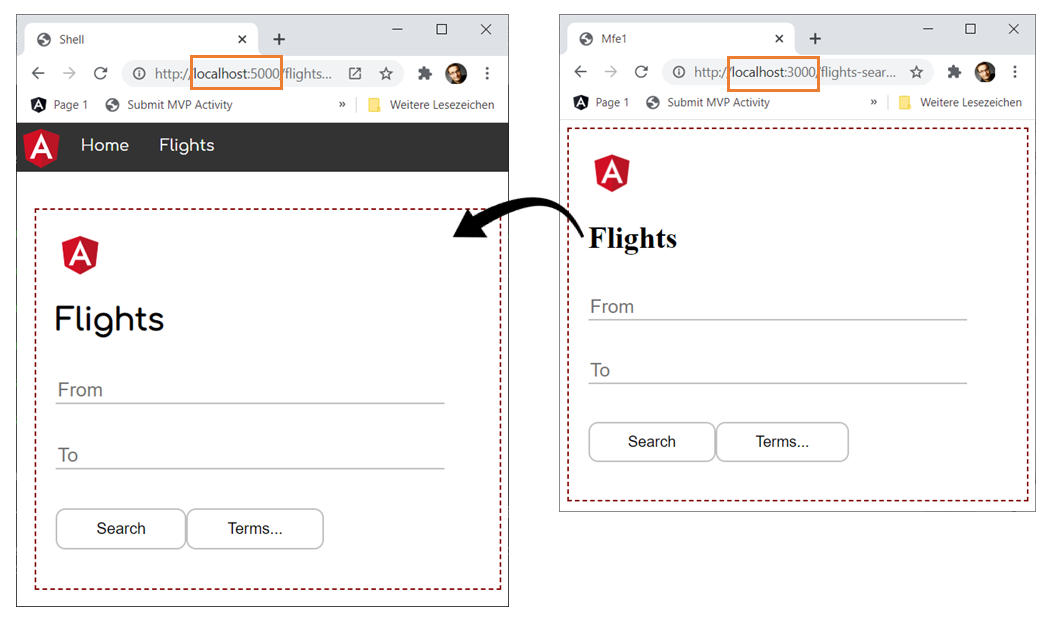 Shell
http://localhost:5000/flights...
Page 1 Submit MVP Activity » Weitere Lesezeichen
A Home Flights
A
Flights
From
To
Search Terms...
Mfe1
http://localhost:3000/flights-sear...
Page 1 Submit MVP Activity » Weitere Lesezeichen
A
Flights
From
To
Search Terms...